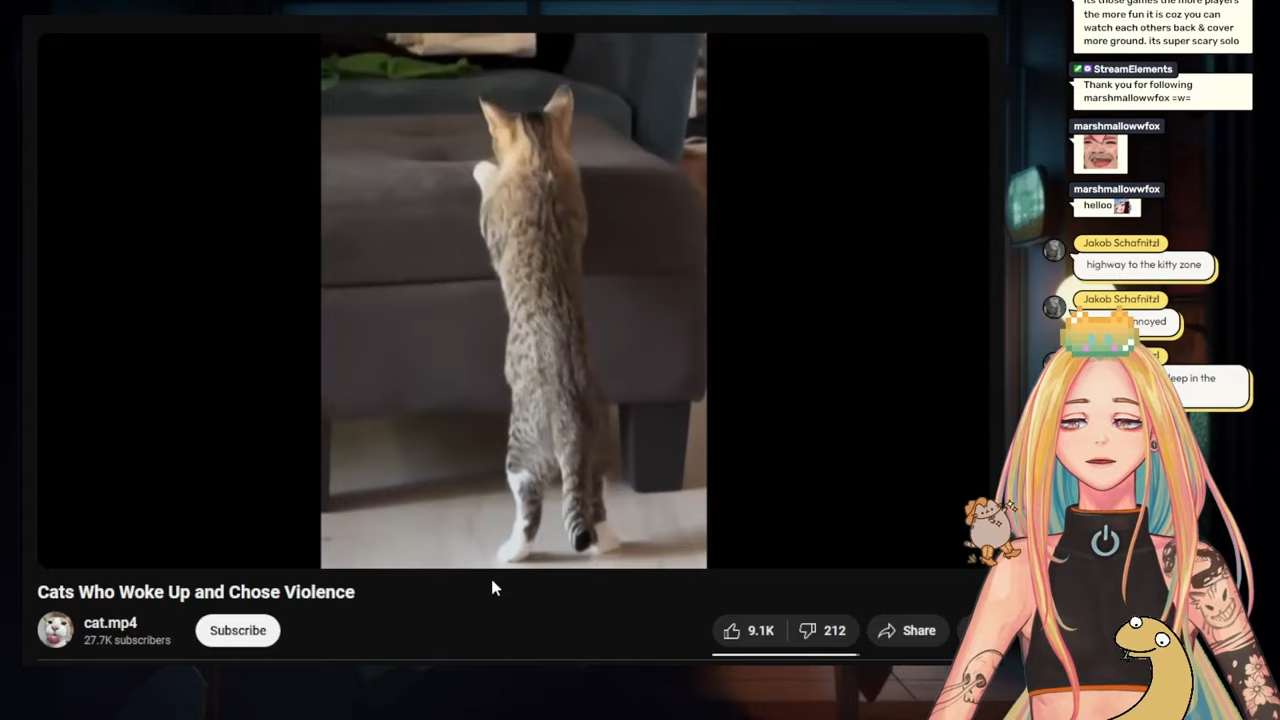 its those games the more players
the more fun it is coz you can
watch each others back & cover
more ground. its super scary solo
StreamElements
Thank you for following
marshmallowwfox =w=
marshmallowwfox
marshmallowwfox
helloo
Jakob Schafnitzl
highway to the kitty zone
Jakob Schafnitzl
nnoyed
zl
leep in the
Cats Who Woke Up and Chose Violence
cat.mp4
27.7K subscribers
Subscribe
9.1K
212
Share